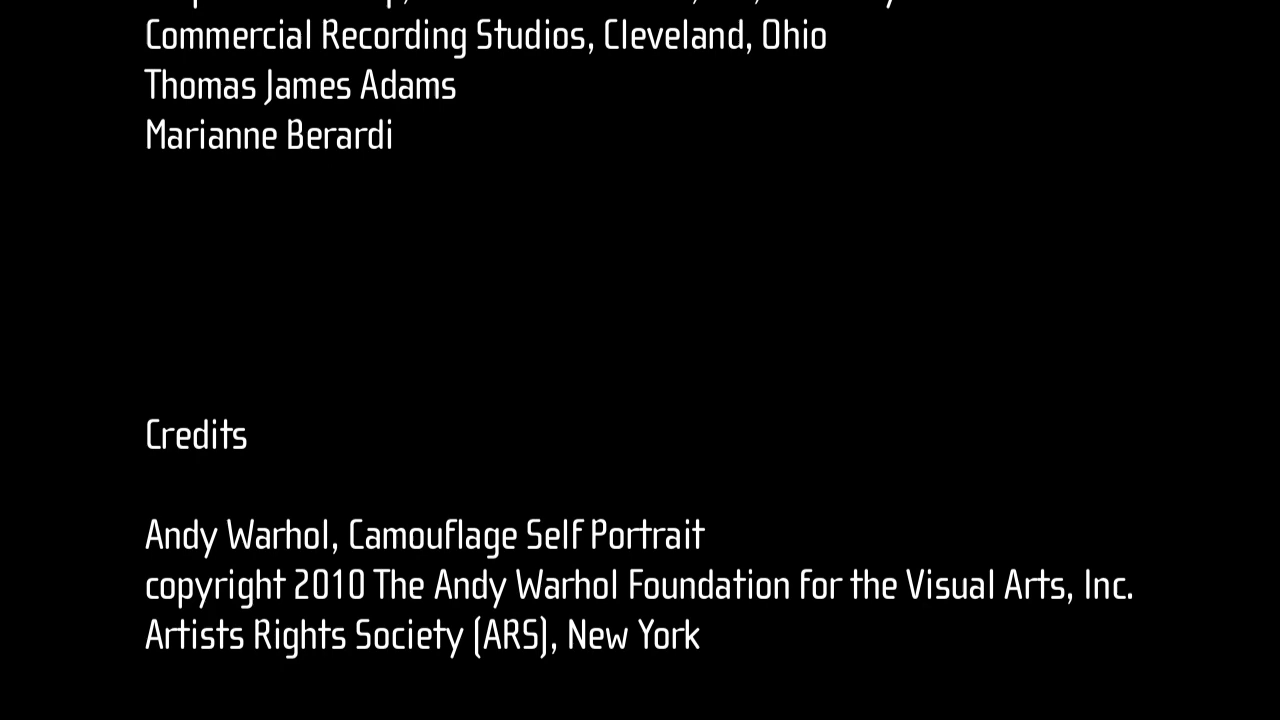 Commercial Recording Studios, Cleveland, Ohio
Thomas James Adams
Marianne Berardi
Credits
Andy Warhol, Camouflage Self Portrait
copyright 2010 The Andy Warhol Foundation for the Visual Arts, Inc.
Artists Rights Society (ARS), New York